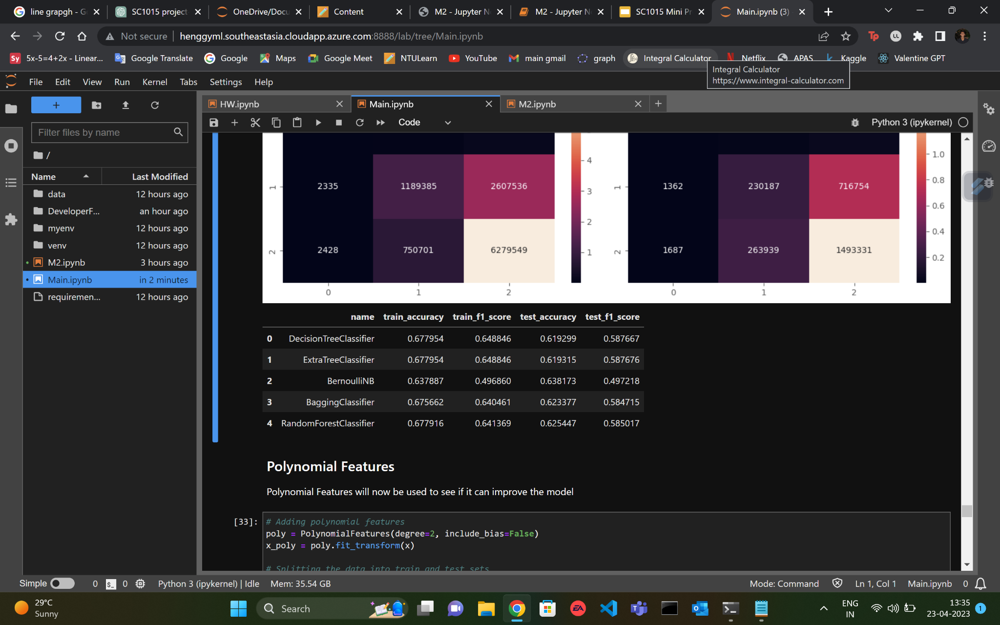 line grapgh - G
SC1015 project
OneDrive/Docu
Content
M2 - Jupyter N
M2 - Jupyter N
SC1015 Mini Pr
Main.ipynb (3)
Not secure
henggyml.southeastasia.cloudapp.azure.com:8888/lab/tree/Main.ipynb
5x-5=4+2x - Linear...
Google Translate
Google
Maps
Google Meet
NTULearn
YouTube
main gmail
graph
Integral Calculator
Netflix
APAS
Kaggle
Valentine GPT
Integral Calculator
https://www.integral-calculator.com
File Edit View Run Kernel Tabs Settings Help
HW.ipynb
Main.ipynb
M2.ipynb
Code
Python 3 (ipykernel)
Filter files by name
/
Name Last Modified
data 12 hours ago
DeveloperF... an hour ago
myenv 12 hours ago
venv 12 hours ago
M2.ipynb 3 hours ago
Main.ipynb in 2 minutes
requiremen... 12 hours ago
1 2335 1189385 2607536
2 2428 750701 6279549
0 1 2
4
3
2
1
1 1362 230187 716754
2 1687 263939 1493331
0 1 2
1.0
0.8
0.6
0.4
0.2
name train_accuracy train_f1_score test_accuracy test_f1_score
0 DecisionTreeClassifier 0.677954 0.648846 0.619299 0.587667
1 ExtraTreeClassifier 0.677954 0.648846 0.619315 0.587676
2 BernoulliNB 0.637887 0.496860 0.638173 0.497218
3 BaggingClassifier 0.675662 0.640461 0.623377 0.584715
4 RandomForestClassifier 0.677916 0.641369 0.625447 0.585017
Polynomial Features
Polynomial Features will now be used to see if it can improve the model
[33]: # Adding polynomial features
poly = PolynomialFeatures(degree=2, include_bias=False)
x_poly = poly.fit_transform(x)
# Splitting the data into train and test sets
Simple 0 $_ 0 Python 3 (ipykernel) | Idle Mem: 35.54 GB
Mode: Command Ln 1, Col 1 Main.ipynb 0
29°C
Sunny
Search
ENG
IN
13:35
23-04-2023
1